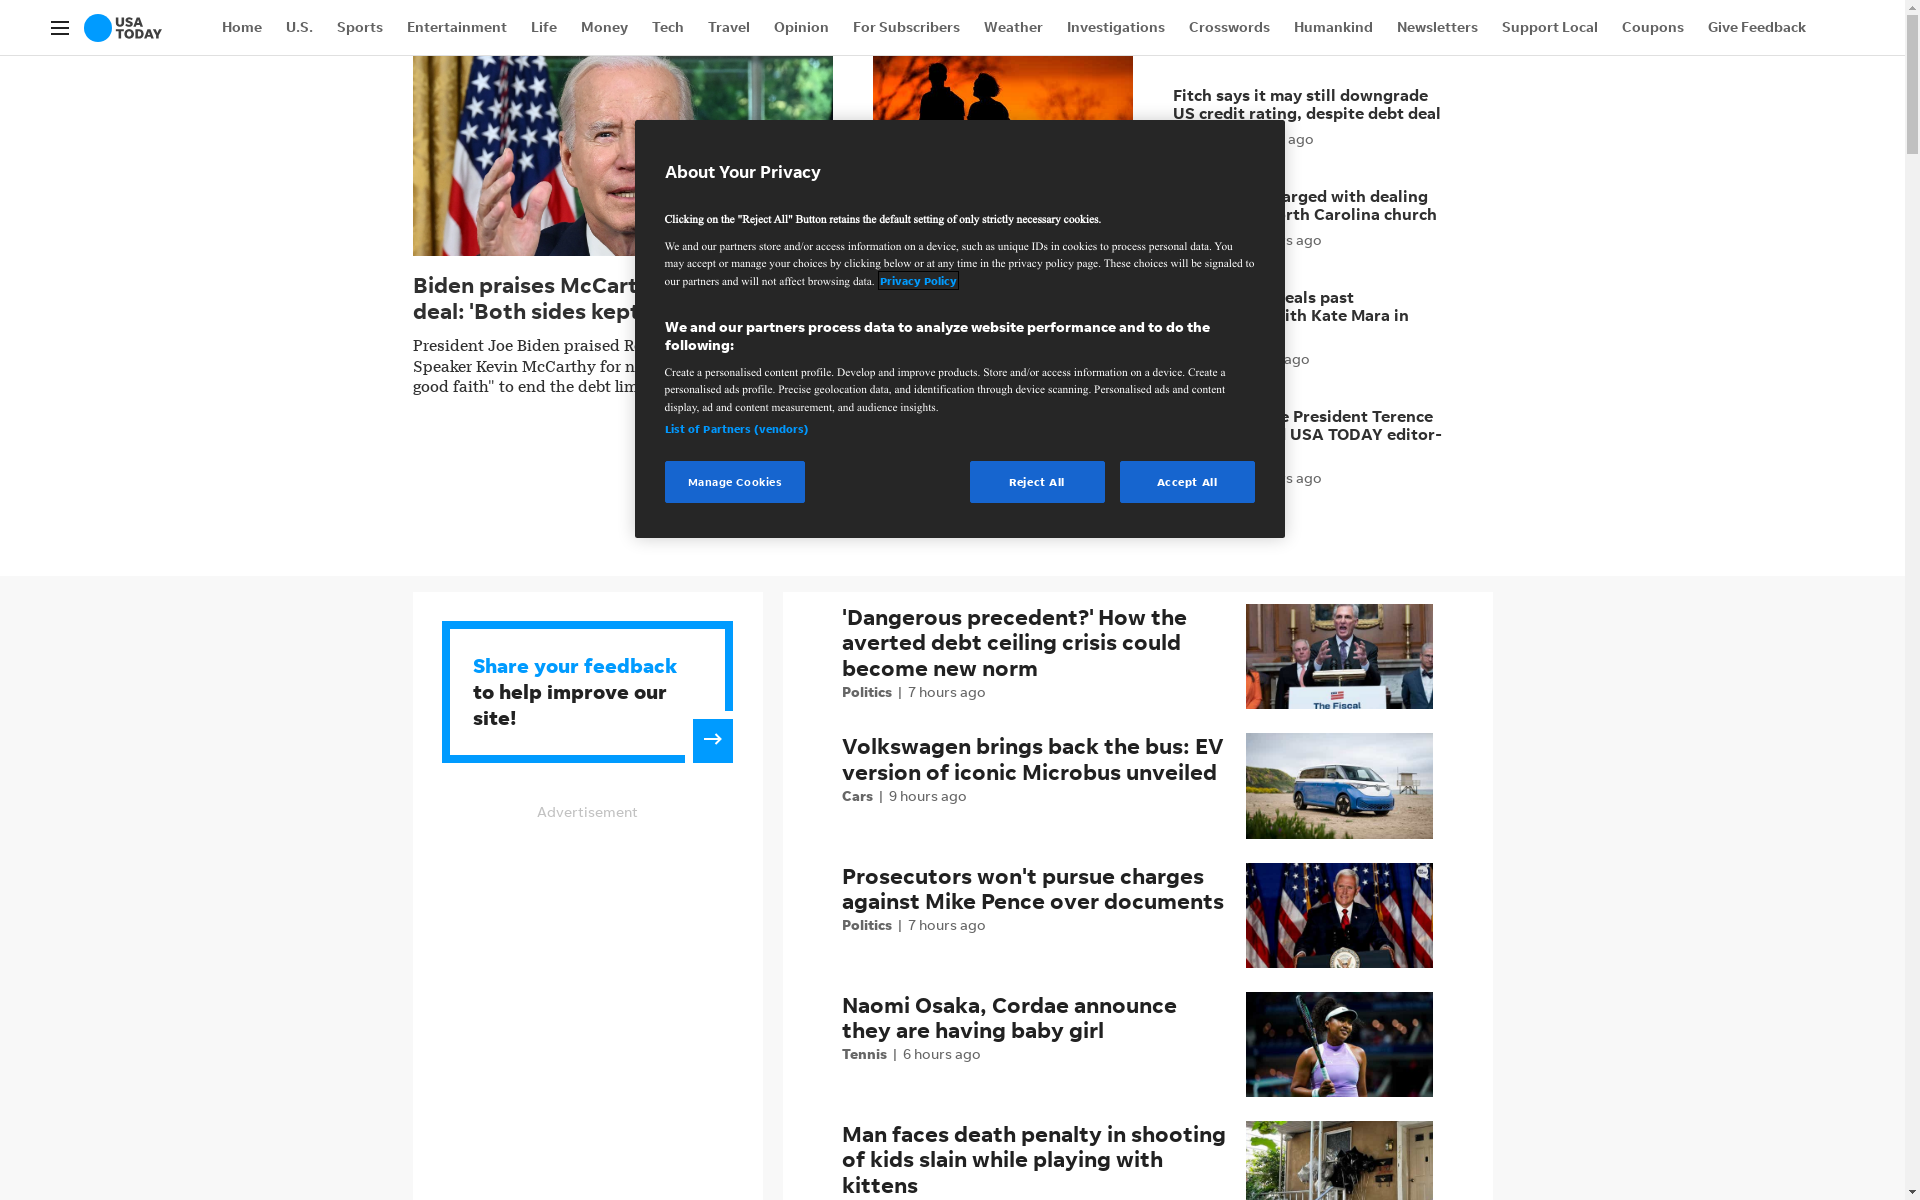 USA
TODAY
Home
U.S.
Sports
Entertainment
Life
Money
Tech
Travel
Opinion
For Subscribers
Weather
Investigations
Crosswords
Humankind
Newsletters
Support Local
Coupons
Give Feedback
Biden praises McCart
deal: 'Both sides kept
President Joe Biden praised R
Speaker Kevin McCarthy for n
good faith" to end the debt lim
Fitch says it may still downgrade
US credit rating, despite debt deal
ago
arged with dealing
rth Carolina church
s ago
eals past
ith Kate Mara in
ago
e President Terence
USA TODAY editor-
s ago
About Your Privacy
Clicking on the "Reject All" Button retains the default setting of only strictly necessary cookies.
We and our partners store and/or access information on a device, such as unique IDs in cookies to process personal data. You
may accept or manage your choices by clicking below or at any time in the privacy policy page. These choices will be signaled to
our partners and will not affect browsing data. Privacy Policy
We and our partners process data to analyze website performance and to do the
following:
Create a personalised content profile. Develop and improve products. Store and/or access information on a device. Create a
personalised ads profile. Precise geolocation data, and identification through device scanning. Personalised ads and content
display, ad and content measurement, and audience insights.
List of Partners (vendors)
Manage Cookies
Reject All
Accept All
Share your feedback
to help improve our
site!
Advertisement
'Dangerous precedent?' How the
averted debt ceiling crisis could
become new norm
Politics | 7 hours ago
The Fiscal
Volkswagen brings back the bus: EV
version of iconic Microbus unveiled
Cars | 9 hours ago
Prosecutors won't pursue charges
against Mike Pence over documents
Politics | 7 hours ago
Naomi Osaka, Cordae announce
they are having baby girl
Tennis | 6 hours ago
Man faces death penalty in shooting
of kids slain while playing with
kittens